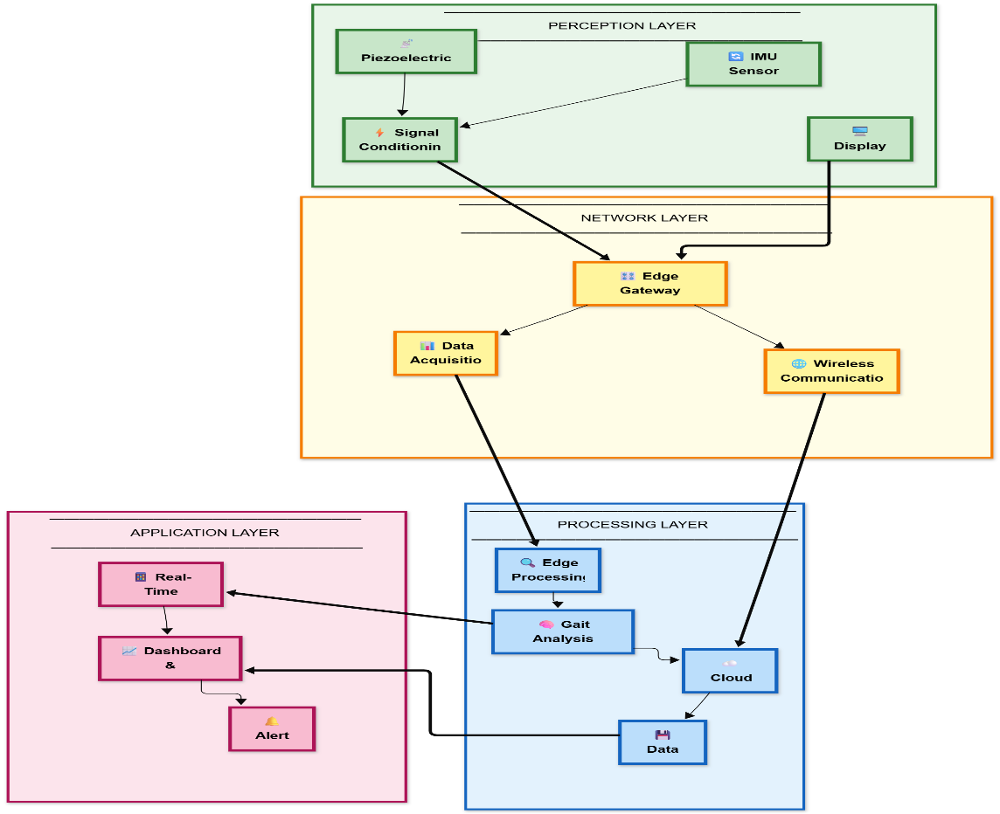 PERCEPTION LAYER
Piezoelectric
IMU
Sensor
Signal
Conditionin
Display
NETWORK LAYER
Edge
Gateway
Data
Acquisitio
Wireless
Communicatio
APPLICATION LAYER
Real-
Time
Dashboard
&
Alert
PROCESSING LAYER
Edge
Processing
Gait
Analysis
Cloud
Data